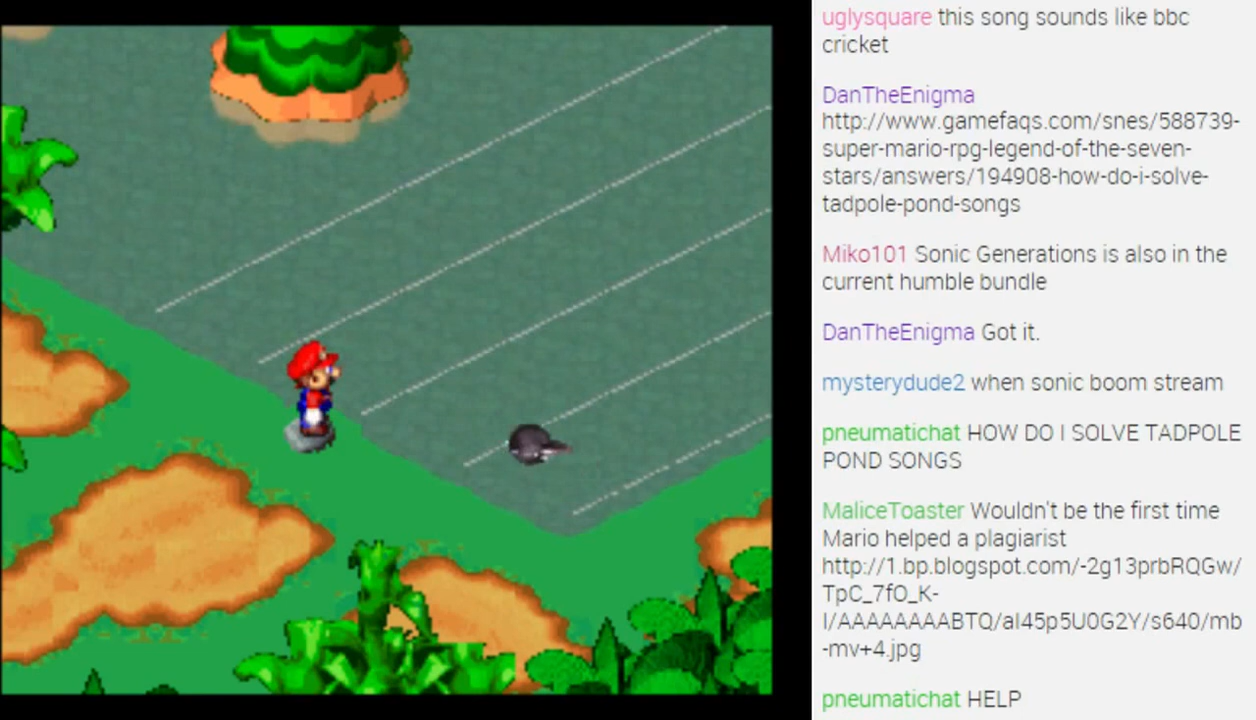 uglysquare this song sounds like bbc
cricket
DanTheEnigma
http://www.gamefaqs.com/snes/588739-
super-mario-rpg-legend-of-the-seven-
stars/answers/194908-how-do-i-solve-
tadpole-pond-songs
Miko101 Sonic Generations is also in the
current humble bundle
DanTheEnigma Got it.
mysterydude2 when sonic boom stream
pneumatichat HOW DO I SOLVE TADPOLE
POND SONGS
MaliceToaster Wouldn't be the first time
Mario helped a plagiarist
http://1.bp.blogspot.com/-2g13prbRQGw/
TpC_7fO_K-
I/AAAAAAAABTQ/aI45p5U0G2Y/s640/mb
-mv+4.jpg
pneumatichat HELP